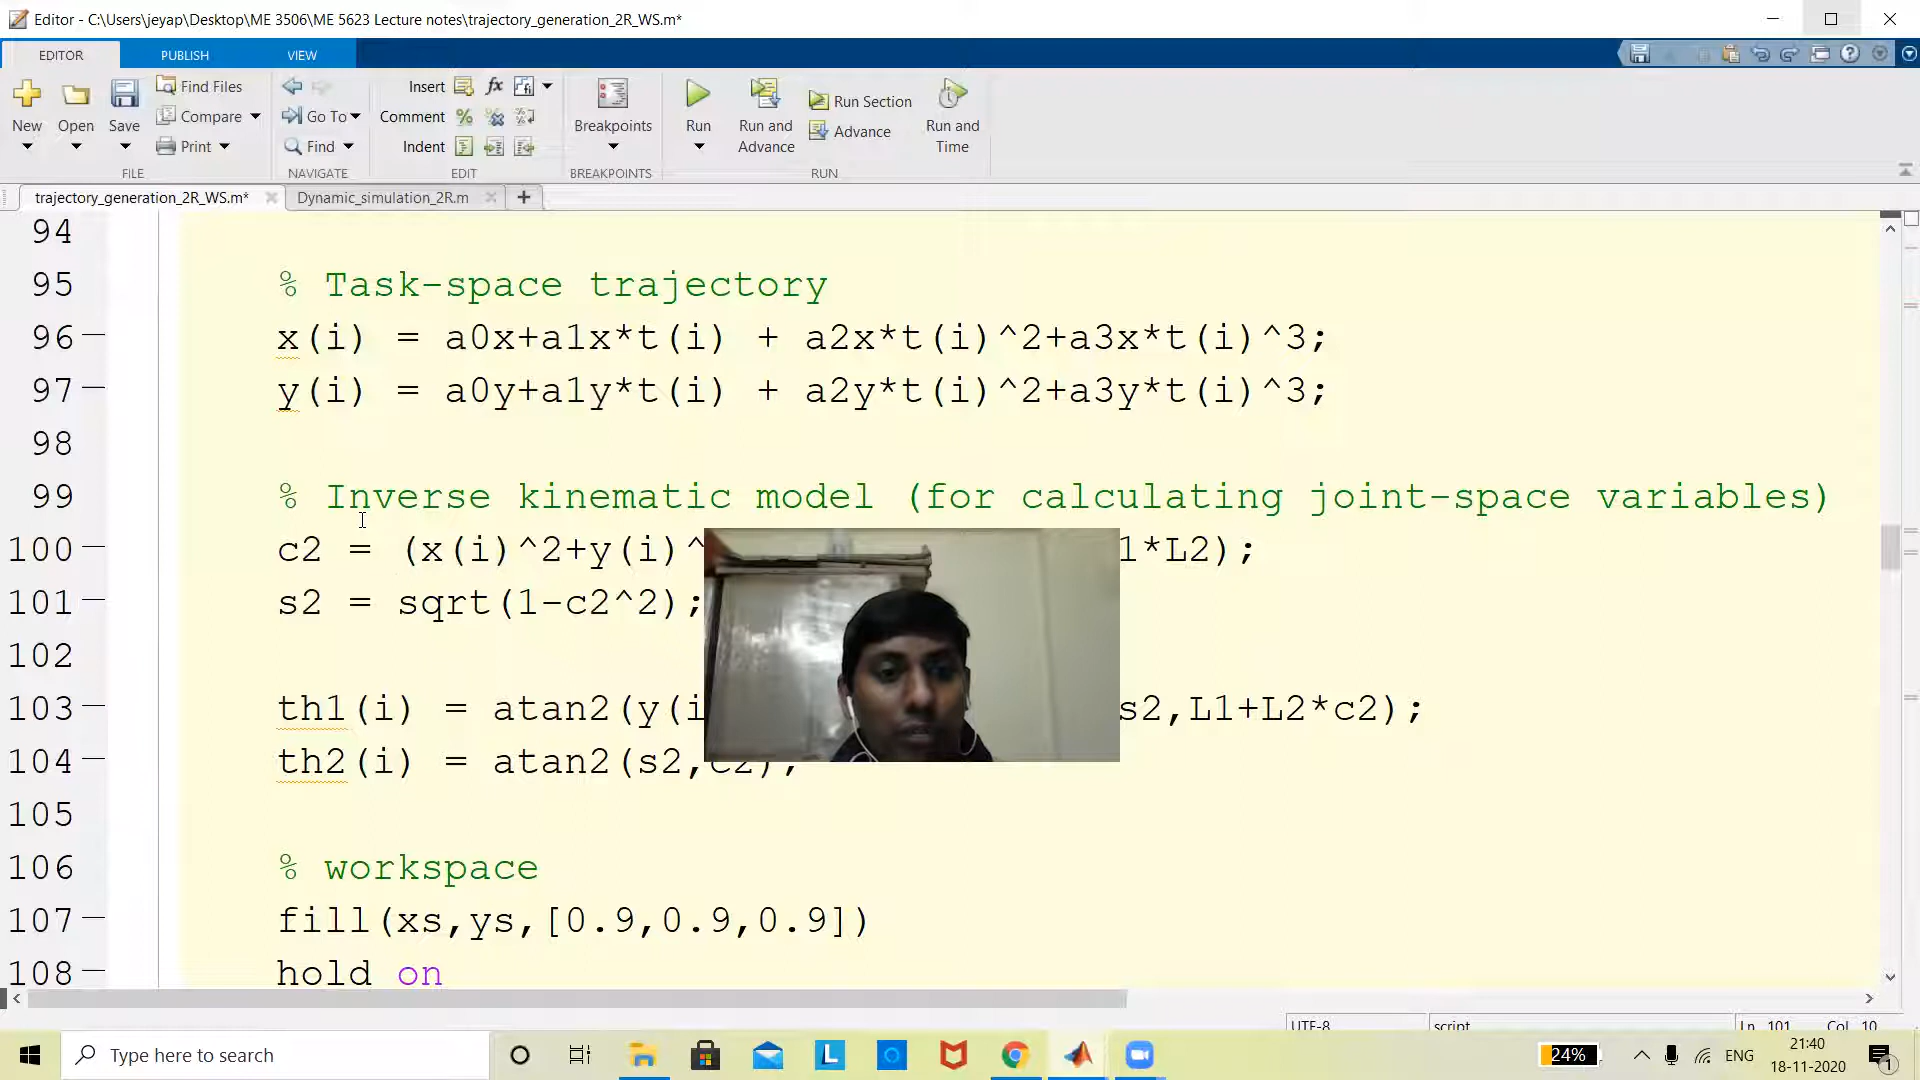 Editor - C:\Users\jeyap\Desktop\ME 3506\ME 5623 Lecture notes\trajectory_generation_2R_WS.m*
EDITOR PUBLISH VIEW
New Open Save Find Files Compare Print
Go To Find
Insert fx Comment Indent
Breakpoints
Run Run and Advance Run Section Advance Run and Time
FILE NAVIGATE EDIT BREAKPOINTS RUN
trajectory_generation_2R_WS.m* Dynamic_simulation_2R.m
94
95 % Task-space trajectory
96 x(i) = a0x+a1x*t(i) + a2x*t(i)^2+a3x*t(i)^3;
97 y(i) = a0y+a1y*t(i) + a2y*t(i)^2+a3y*t(i)^3;
98
99 % Inverse kinematic model (for calculating joint-space variables)
100 c2 = (x(i)^2+y(i)^ 1*L2);
101 s2 = sqrt(1-c2^2);
102
103 th1(i) = atan2(y(i s2,L1+L2*c2);
104 th2(i) = atan2(s2,c2);
105
106 % workspace
107 fill(xs,ys,[0.9,0.9,0.9])
108 hold on
UTF-8 script Ln 101 Col 10
Type here to search
L
24% ENG 21:40
18-11-2020
1